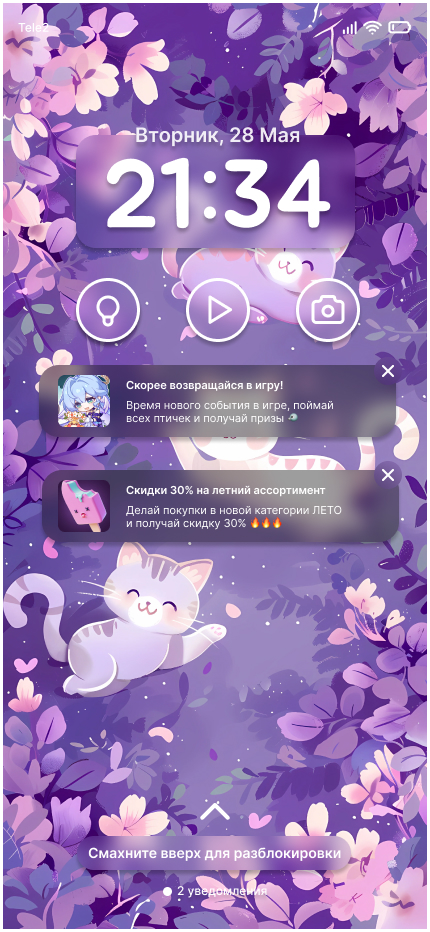 Tele2
Вторник, 28 Мая
21:34
Скорее возвращайся в игру!
Время нового события в игре, поймай
всех птичек и получай призы
Скидки 30% на летний ассортимент
Делай покупки в новой категории ЛЕТО
и получай скидку 30% 🔥🔥🔥
Смахните вверх для разблокировки
2 уведомления